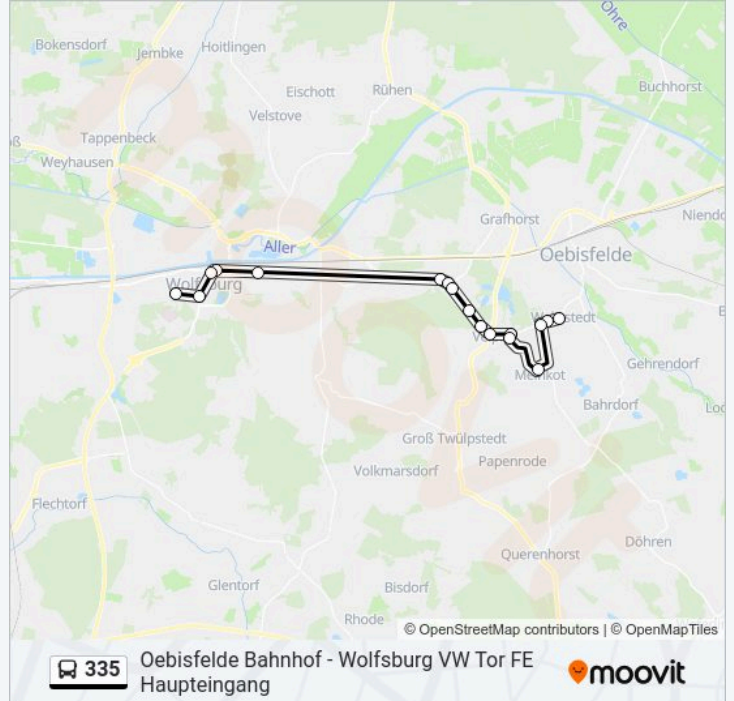 Ohre
Bokensdorf
Jembke
Hoitlingen
Eischott
Rühen
Buchhorst
Velstove
Tappenbeck
Weyhausen
Grafhorst
Niendo
Aller
Oebisfelde
Wolfsburg
Meinkot
Gehrendorf
Bahrdorf
Groß Twülpstedt
Papenrode
Volkmarsdorf
Flechtorf
Querenhorst
Döhren
Glentorf
Bisdorf
Rhode
© OpenStreetMap contributors | © OpenMapTiles
335
Oebisfelde Bahnhof - Wolfsburg VW Tor FE
Haupteingang
moovit